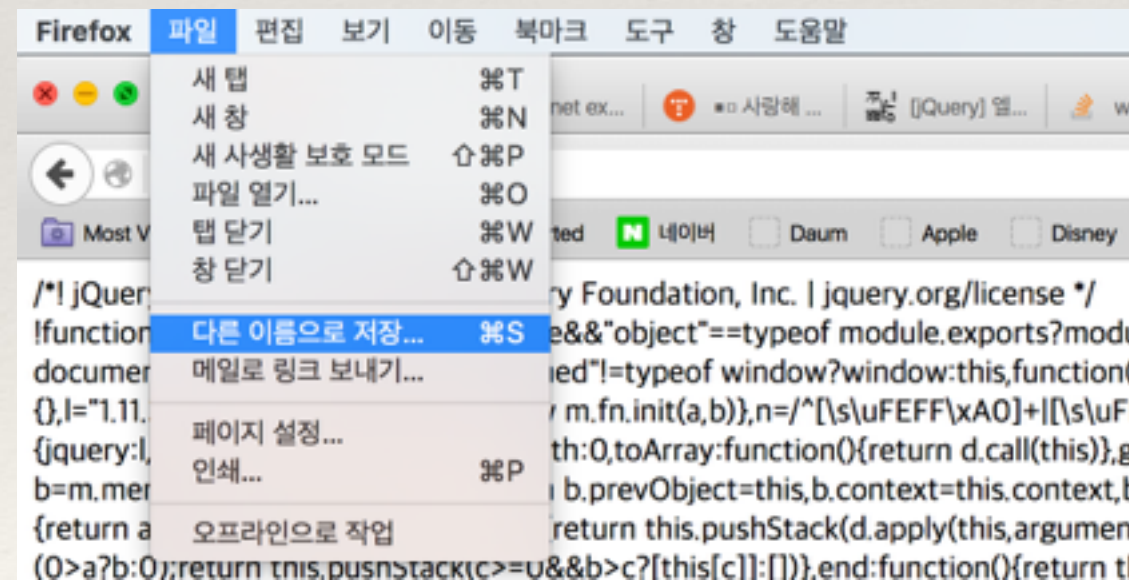 Firefox 파일 편집 보기 이동 북마크 도구 창 도움말
새 탭 ⌘T
새 창 ⌘N
새 사생활 보호 모드 ⇧⌘P
파일 열기... ⌘O
탭 닫기 ⌘W
창 닫기 ⇧⌘W
다른 이름으로 저장... ⌘S
메일로 링크 보내기...
페이지 설정...
인쇄... ⌘P
오프라인으로 작업
net ex... 사랑해 ... [jQuery] 엘... w
Most V ted 네이버 Daum Apple Disney
/*! jQuer y Foundation, Inc. | jquery.org/license */
!function e&&"object"==typeof module.exports?modu
documen ed"!=typeof window?window:this,function(
{},l="1.11. m.fn.init(a,b)},n=/^[\s\uFEFF\xA0]+|[\s\uF
{jquery:l, th:0,toArray:function(){return d.call(this)},g
b=m.mer b.prevObject=this,b.context=this.context,b
{return a return this.pushStack(d.apply(this,argumen
(0>a?b:0);return this.pushStack(c>=0&&b>c?[this[c]]:[])},end:function(){return th